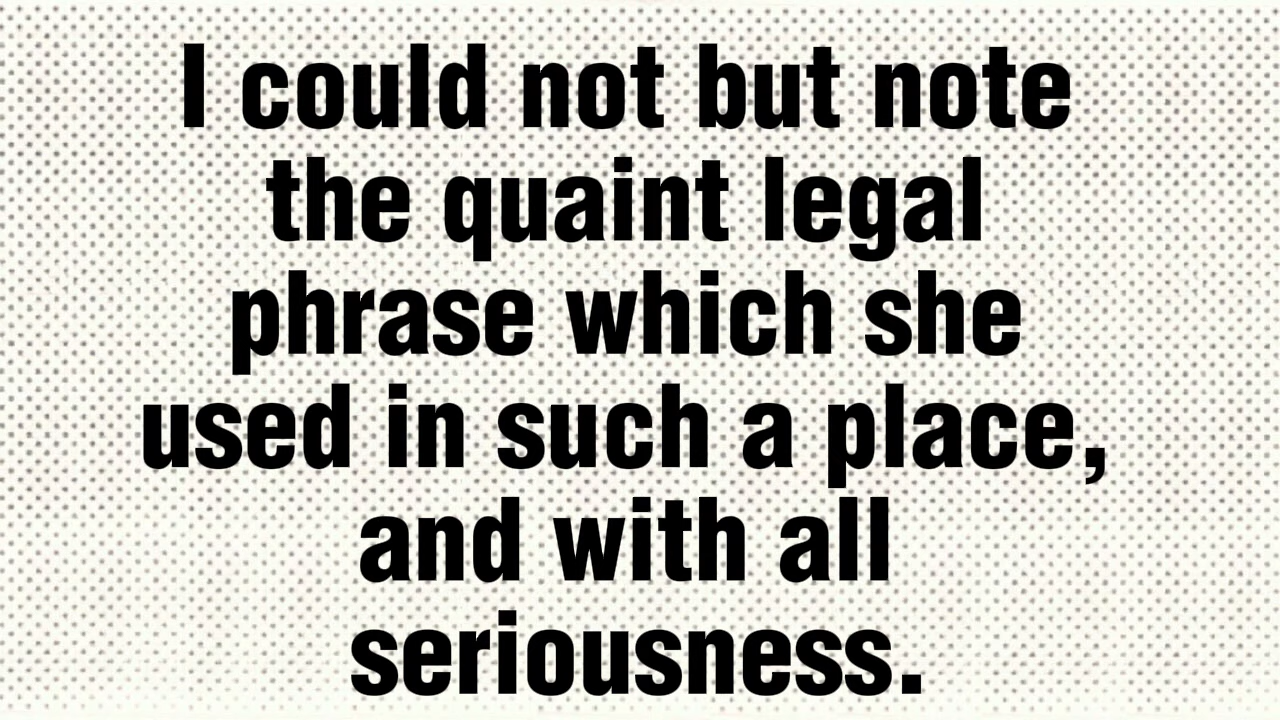 I could not but note
the quaint legal
phrase which she
used in such a place,
and with all
seriousness.